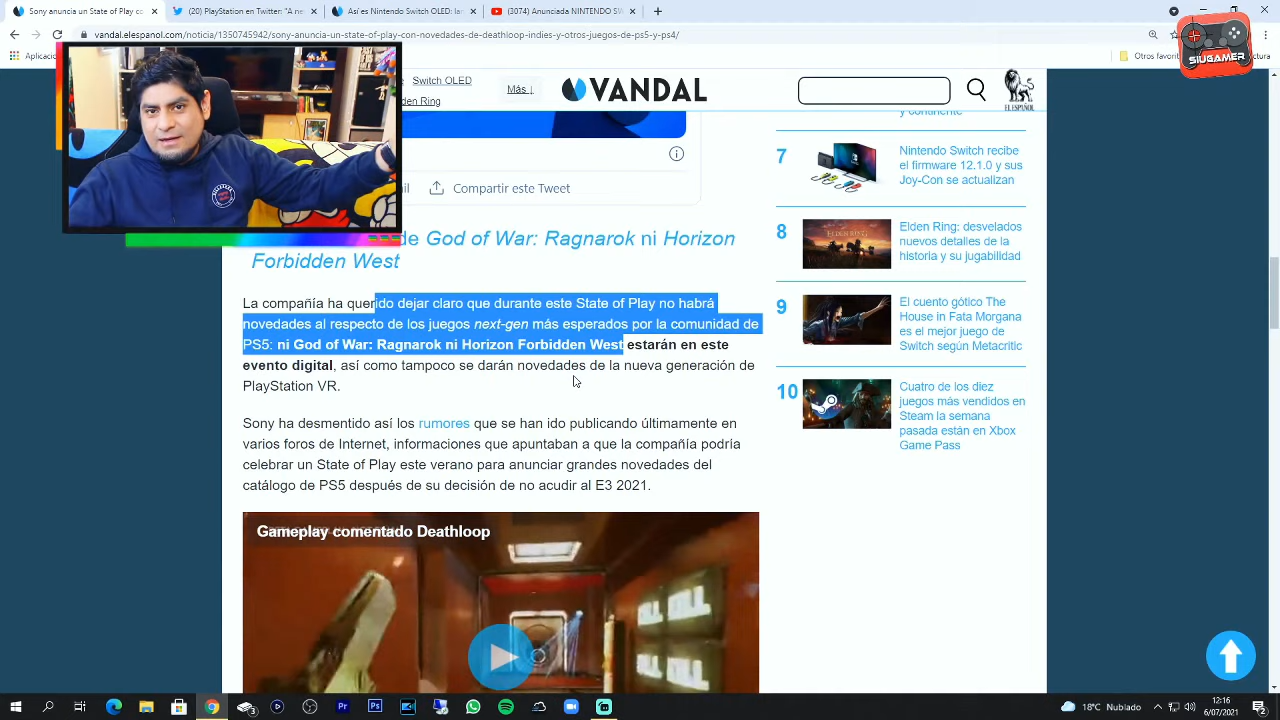 Sony anuncia un State of Play co
(20) PlayStation en Twitter: "A ne
Así es Nintendo Switch OLED: la
(3074) Anunciada NINTENDO SW
vandal.elespanol.com/noticia/1350745942/sony-anuncia-un-state-of-play-con-novedades-de-deathloop-indies-y-otros-juegos-de-ps5-y-ps4/
Aplicacio
Otros favorit
ctura
SIUGAMER
Switch OLED
Más
den Ring
VANDAL
EL ESPAÑOL
il
Compartir este Tweet
de God of War: Ragnarok ni Horizon
Forbidden West
La compañía ha querido dejar claro que durante este State of Play no habrá
novedades al respecto de los juegos next-gen más esperados por la comunidad de
PS5: ni God of War: Ragnarok ni Horizon Forbidden West estarán en este
evento digital, así como tampoco se darán novedades de la nueva generación de
PlayStation VR.
Sony ha desmentido así los rumores que se han ido publicando últimamente en
varios foros de Internet, informaciones que apuntaban a que la compañía podría
celebrar un State of Play este verano para anunciar grandes novedades del
catálogo de PS5 después de su decisión de no acudir al E3 2021.
Gameplay comentado Deathloop
y continente
7
Nintendo Switch recibe
el firmware 12.1.0 y sus
Joy-Con se actualizan
8
ELDEN RING
Elden Ring: desvelados
nuevos detalles de la
historia y su jugabilidad
9
El cuento gótico The
House in Fata Morgana
es el mejor juego de
Switch según Metacritic
10
Cuatro de los diez
juegos más vendidos en
Steam la semana
pasada están en Xbox
Game Pass
18°C Nublado
12:16
6/07/2021